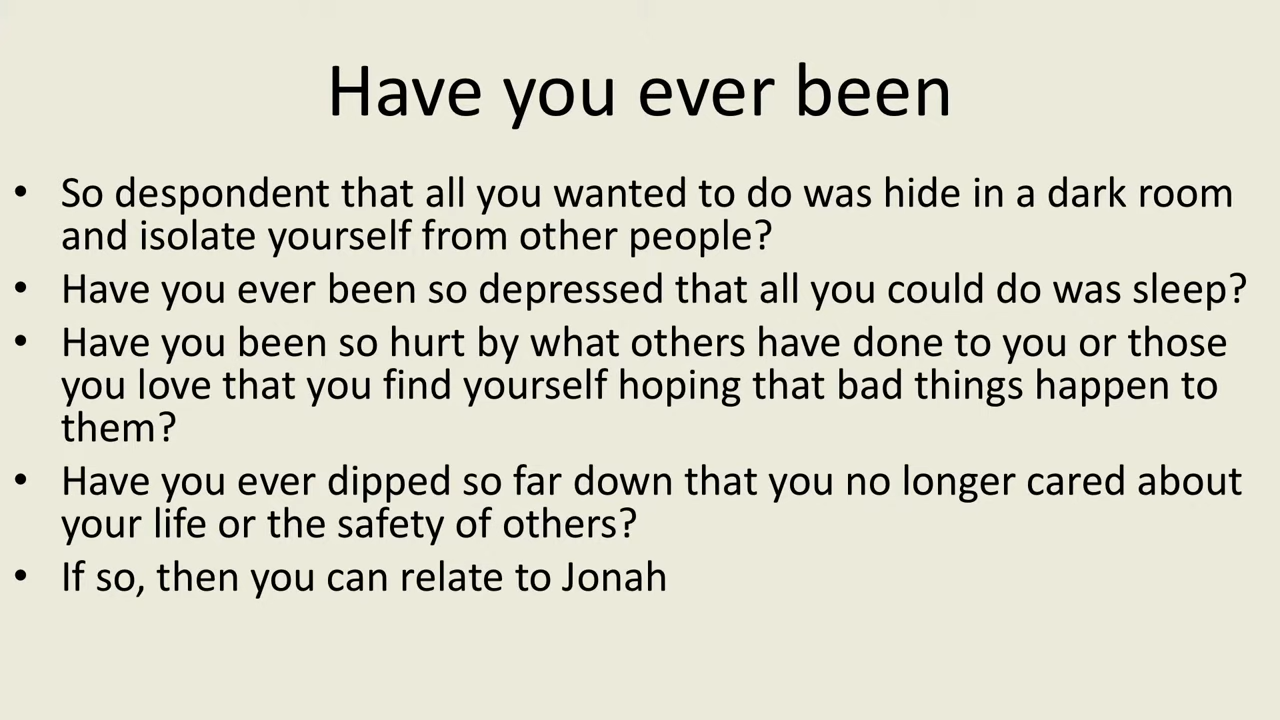 Have you ever been
• So despondent that all you wanted to do was hide in a dark room
and isolate yourself from other people?
• Have you ever been so depressed that all you could do was sleep?
• Have you been so hurt by what others have done to you or those
you love that you find yourself hoping that bad things happen to
them?
• Have you ever dipped so far down that you no longer cared about
your life or the safety of others?
• If so, then you can relate to Jonah